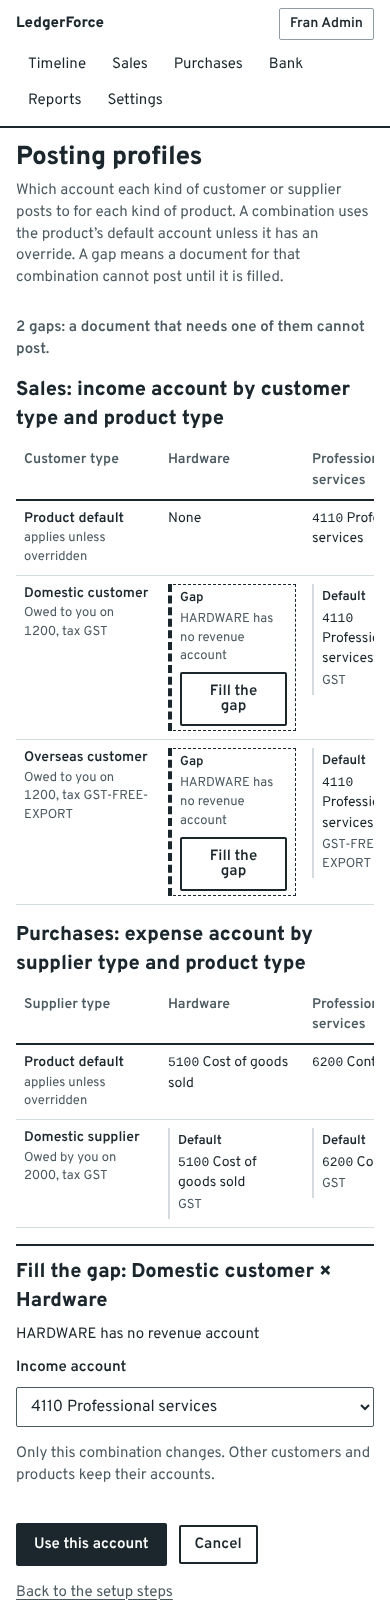 LedgerForce
Fran Admin
Timeline Sales Purchases Bank
Reports Settings
Posting profiles
Which account each kind of customer or supplier
posts to for each kind of product. A combination uses
the product's default account unless it has an
override. A gap means a document for that
combination cannot post until it is filled.
2 gaps: a document that needs one of them cannot
post.
Sales: income account by customer
type and product type
Customer type Hardware
services
Product default None 4110
applies unless services
overridden
Domestic customer Gap Default
Owed to you on HARDWARE has 4110
1200, tax GST no revenue
account services
Fill the GST
gap
Overseas customer Gap Default
Owed to you on HARDWARE has 4110
1200, tax GST-FREE- no revenue
EXPORT account services
Fill the EXPORT
gap
Purchases: expense account by
supplier type and product type
Supplier type Hardware
services
Product default 5100 Cost of goods 6200
applies unless sold
overridden
Domestic supplier Default Default
Owed by you on 5100 Cost of 6200
2000, tax GST goods sold GST
GST
Fill the gap: Domestic customer ×
Hardware
HARDWARE has no revenue account
Income account
4110 Professional services
Only this combination changes. Other customers and
products keep their accounts.
Use this account Cancel
Back to the setup steps